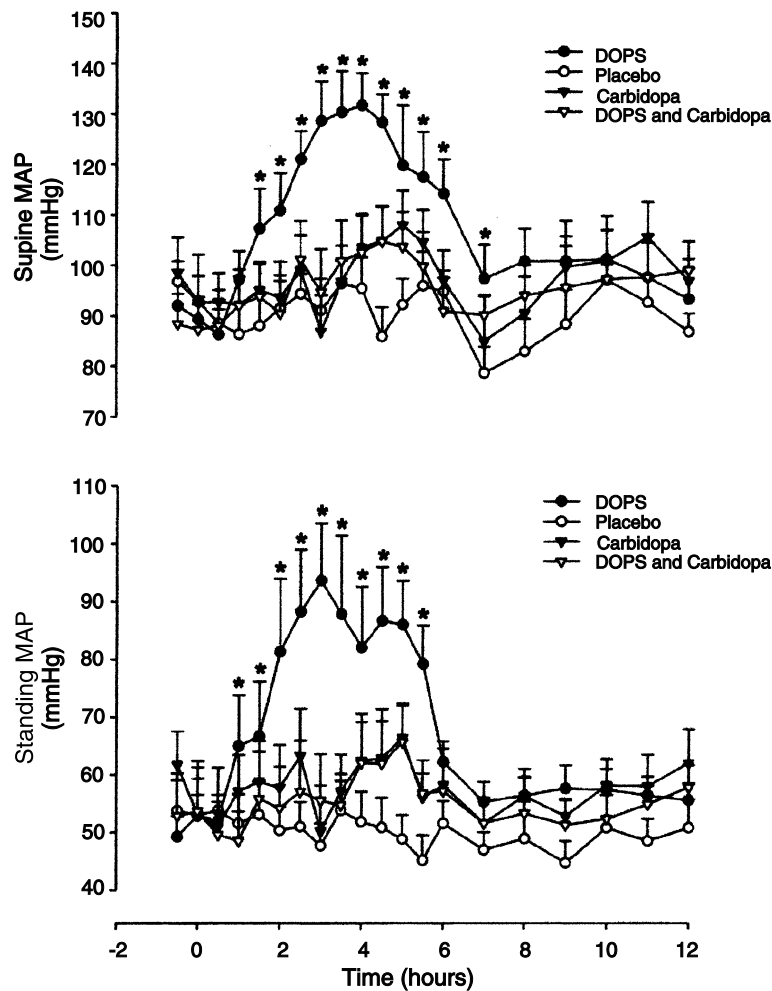 150
140
130
120
110
100
90
80
70
Supine MAP
(mmHg)
DOPS
Placebo
Carbidopa
DOPS and Carbidopa
* * * * * * * * * * * *
110
100
90
80
70
60
50
40
Standing MAP
(mmHg)
DOPS
Placebo
Carbidopa
DOPS and Carbidopa
* * * * * * * * * *
-2 0 2 4 6 8 10 12
Time (hours)